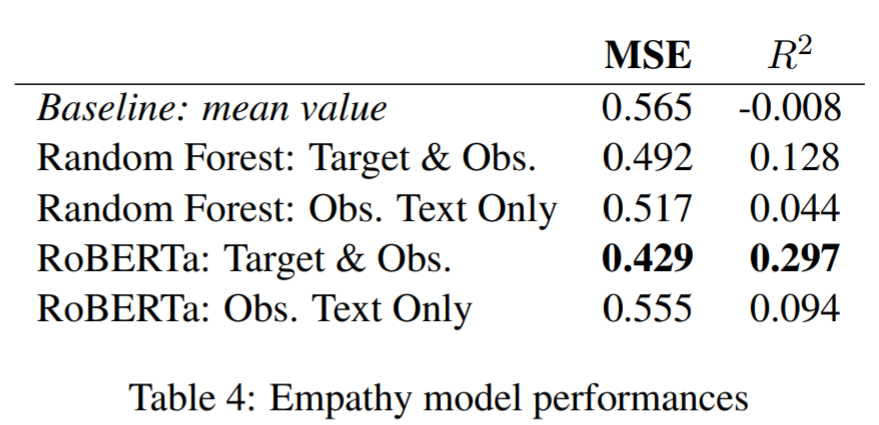 MSE R²
Baseline: mean value 0.565 -0.008
Random Forest: Target & Obs. 0.492 0.128
Random Forest: Obs. Text Only 0.517 0.044
RoBERTa: Target & Obs. 0.429 0.297
RoBERTa: Obs. Text Only 0.555 0.094
Table 4: Empathy model performances